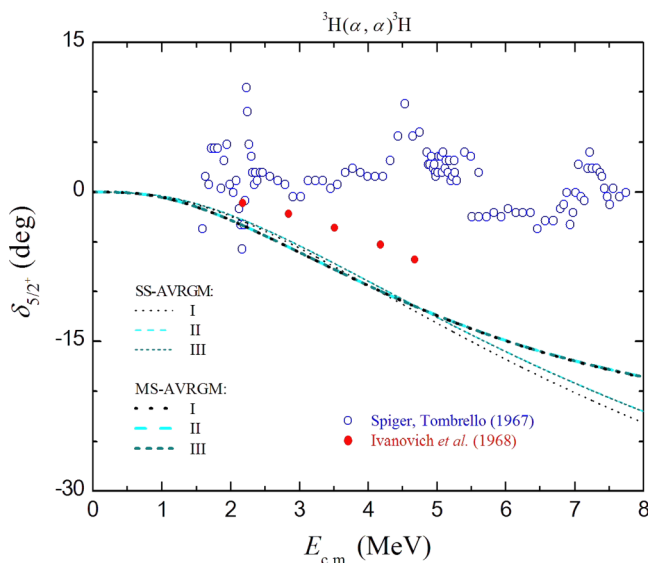 ³H(α, α)³H
15
0
-15
-30
δ5/2⁺ (deg)
SS-AVRGM:
I
II
III
MS-AVRGM:
I
II
III
Spiger, Tombrello (1967)
Ivanovich et al. (1968)
0 1 2 3 4 5 6 7 8
Ec.m. (MeV)